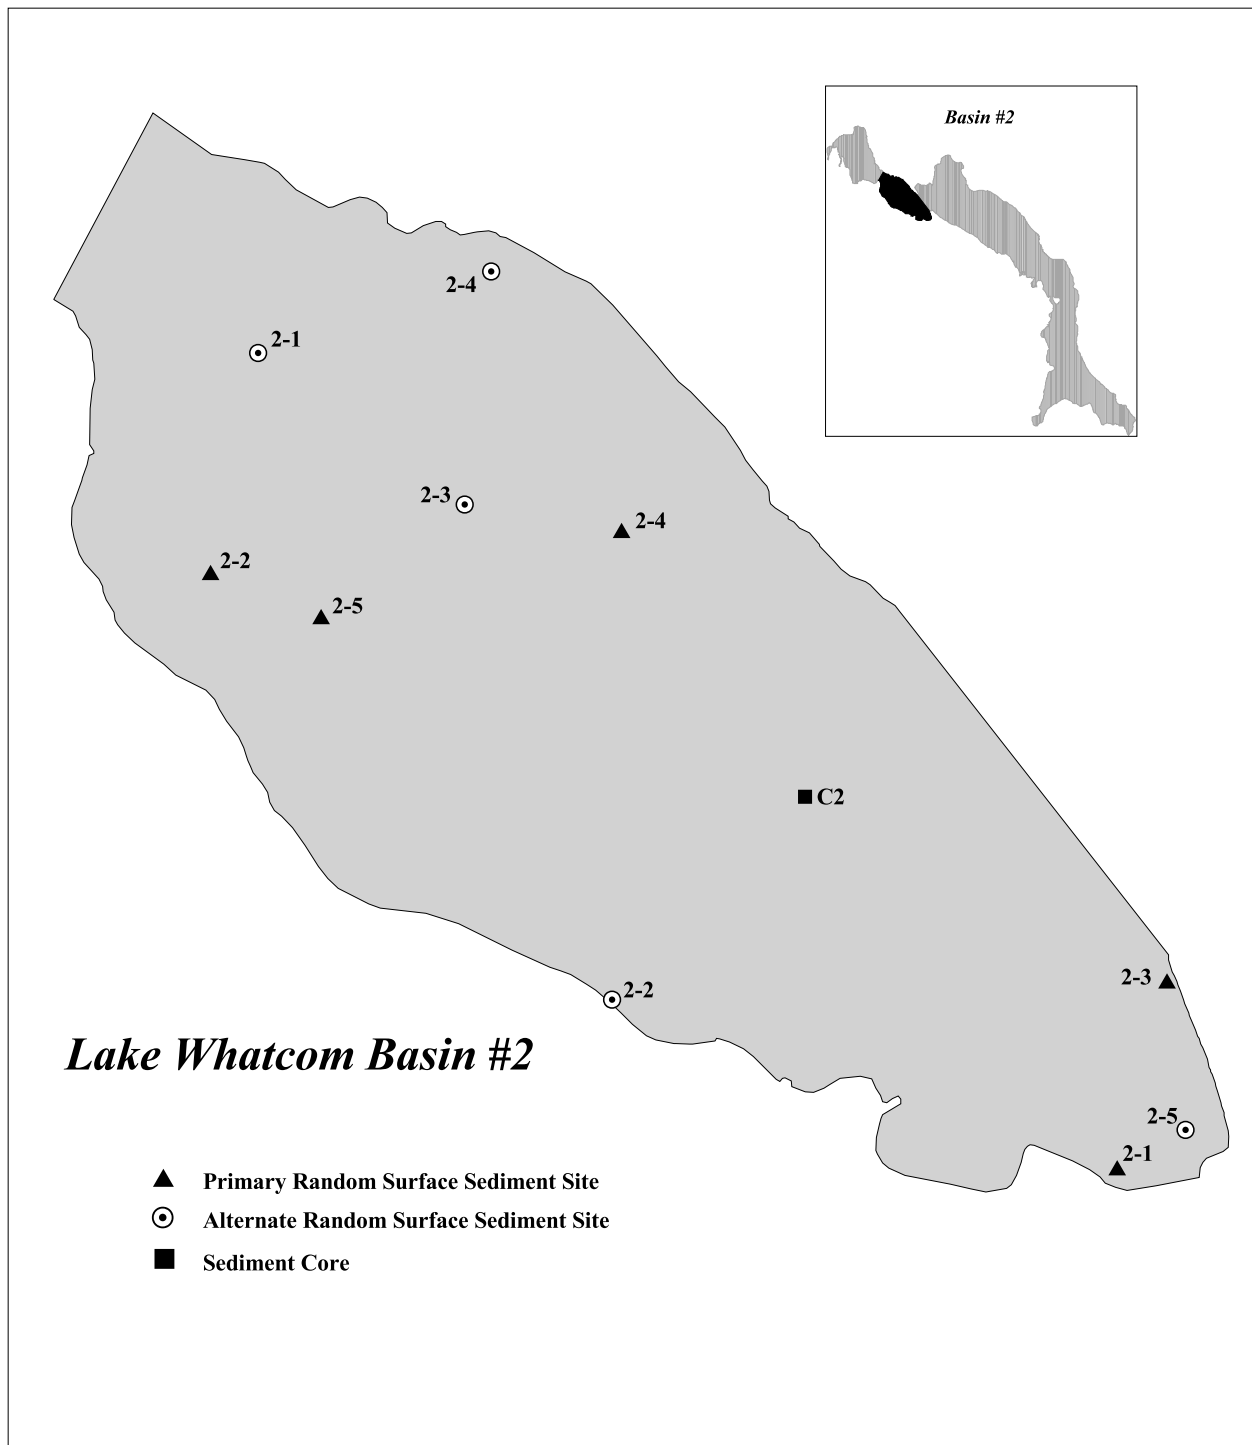 Basin #2
2-4
2-1
2-3
2-4
2-2
2-5
C2
2-3
2-2
Lake Whatcom Basin #2
2-5
2-1
Primary Random Surface Sediment Site
Alternate Random Surface Sediment Site
Sediment Core